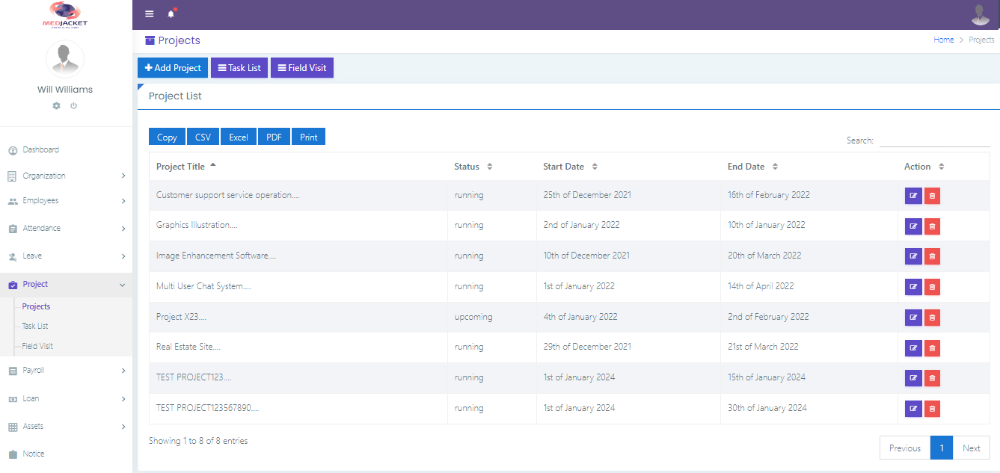 MEDJACKET
Will Williams
Dashboard
Organization
Employees
Attendance
Leave
Project
Projects
Task List
Field Visit
Payroll
Loan
Assets
Notice
Projects
Home > Projects
Add Project Task List Field Visit
Project List
Copy CSV Excel PDF Print
Search:
Project Title Status Start Date End Date Action
Customer support service operation.... running 25th of December 2021 16th of February 2022
Graphics Illustration.... running 2nd of January 2022 10th of January 2022
Image Enhancement Software.... running 10th of December 2021 20th of March 2022
Multi User Chat System.... running 1st of January 2022 14th of April 2022
Project X23.... upcoming 4th of January 2022 2nd of February 2022
Real Estate Site.... running 29th of December 2021 21st of March 2022
TEST PROJECT123.... running 1st of January 2024 15th of January 2024
TEST PROJECT123567890.... running 1st of January 2024 30th of January 2024
Showing 1 to 8 of 8 entries
Previous 1 Next